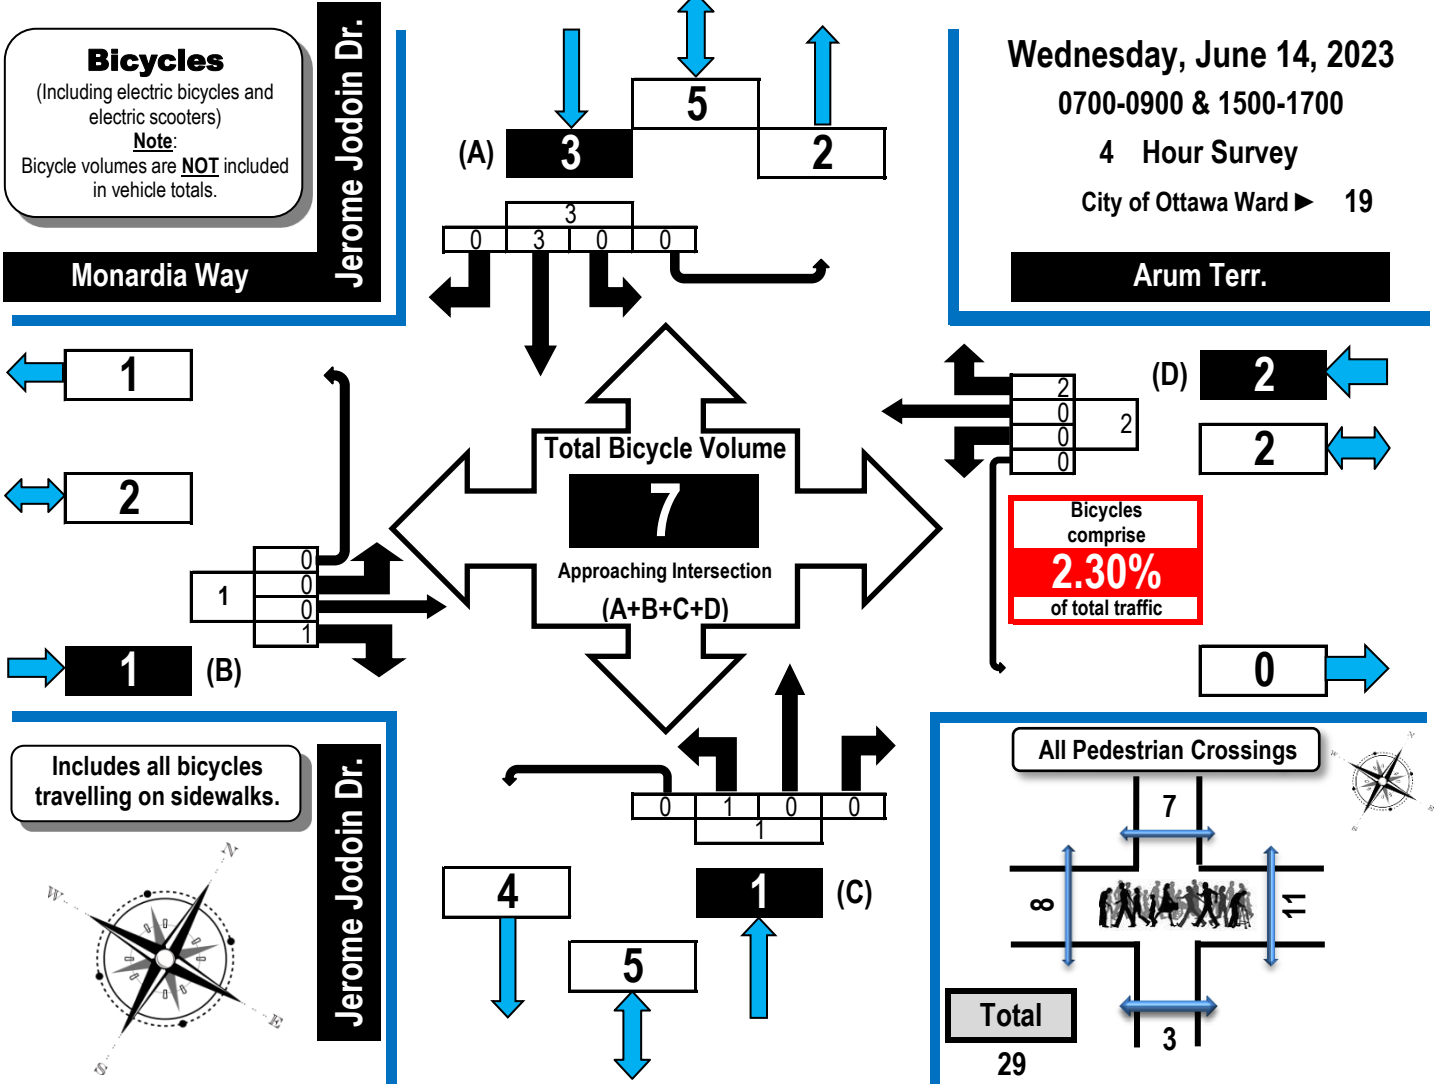 Bicycles
(Including electric bicycles and
electric scooters)
Note:
Bicycle volumes are NOT included
in vehicle totals.
Jerome Jodoin Dr.
Monardia Way
(A)
3
5
2
3
0 3 0 0
Wednesday, June 14, 2023
0700-0900 & 1500-1700
4 Hour Survey
City of Ottawa Ward ► 19
Arum Terr.
1
2
0
0
0
1
1
1
(B)
Total Bicycle Volume
7
Approaching Intersection
(A+B+C+D)
(D)
2
2
0
0
0
2
2
Bicycles
comprise
2.30%
of total traffic
0
Includes all bicycles
travelling on sidewalks.
N
W
E
S
Jerome Jodoin Dr.
0 1 0 0
1
4
1
(C)
5
All Pedestrian Crossings
N
W
E
S
7
8
11
3
Total
29